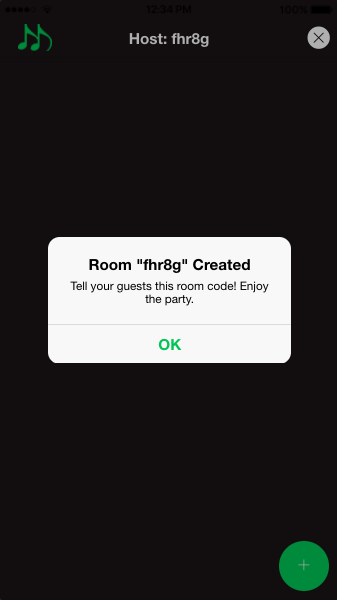 12:34 PM
100%
Host: fhr8g
Room "fhr8g" Created
Tell your guests this room code! Enjoy
the party.
OK
+